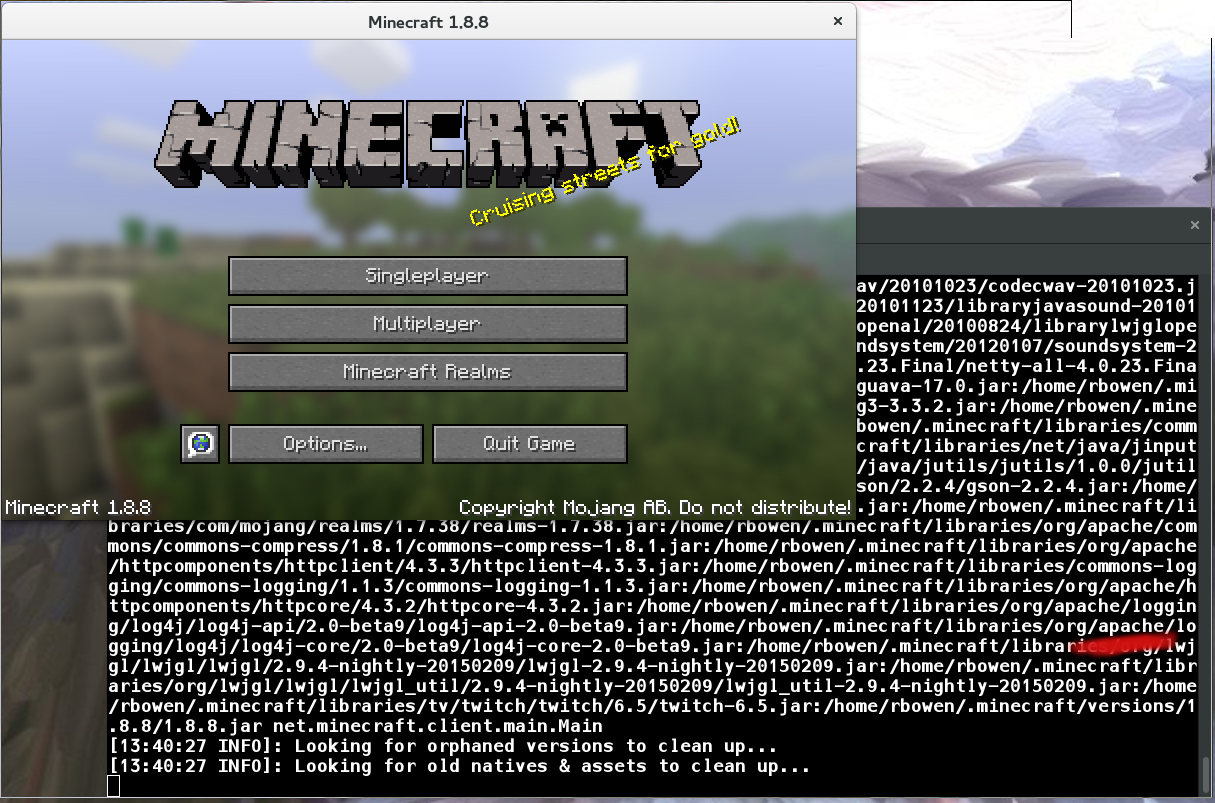 Minecraft 1.8.8
MINECRAFT
Cruising streets for gold!
Singleplayer
Multiplayer
Minecraft Realms
Options...
Quit Game
Minecraft 1.8.8
Copyright Mojang AB. Do not distribute!
av/20101023/codecwav-20101023.j
20101123/libraryjavasound-20101
openal/20100824/librarylwjglope
ndsystem/20120107/soundsystem-2
.23.Final/netty-all-4.0.23.Fina
guava-17.0.jar:/home/rbowen/.mi
g3-3.3.2.jar:/home/rbowen/.mine
bowen/.minecraft/libraries/comm
craft/libraries/net/java/jinput
/java/jutils/jutils/1.0.0/jutil
son/2.2.4/gson-2.2.4.jar:/home/
.jar:/home/rbowen/.minecraft/li
braries/com/mojang/realms/1.7.38/realms-1.7.38.jar:/home/rbowen/.minecraft/libraries/org/apache/com
mons/commons-compress/1.8.1/commons-compress-1.8.1.jar:/home/rbowen/.minecraft/libraries/org/apache
/httpcomponents/httpclient/4.3.3/httpclient-4.3.3.jar:/home/rbowen/.minecraft/libraries/commons-log
ging/commons-logging/1.1.3/commons-logging-1.1.3.jar:/home/rbowen/.minecraft/libraries/org/apache/h
ttpcomponents/httpcore/4.3.2/httpcore-4.3.2.jar:/home/rbowen/.minecraft/libraries/org/apache/loggin
g/log4j/log4j-api/2.0-beta9/log4j-api-2.0-beta9.jar:/home/rbowen/.minecraft/libraries/org/apache/lo
gging/log4j/log4j-core/2.0-beta9/log4j-core-2.0-beta9.jar:/home/rbowen/.minecraft/libraries/org/lwj
gl/lwjgl/lwjgl/2.9.4-nightly-20150209/lwjgl-2.9.4-nightly-20150209.jar:/home/rbowen/.minecraft/libr
aries/org/lwjgl/lwjgl/lwjgl_util/2.9.4-nightly-20150209/lwjgl_util-2.9.4-nightly-20150209.jar:/home
/rbowen/.minecraft/libraries/tv/twitch/twitch/6.5/twitch-6.5.jar:/home/rbowen/.minecraft/versions/1
.8.8/1.8.8.jar net.minecraft.client.main.Main
[13:40:27 INFO]: Looking for orphaned versions to clean up...
[13:40:27 INFO]: Looking for old natives & assets to clean up...